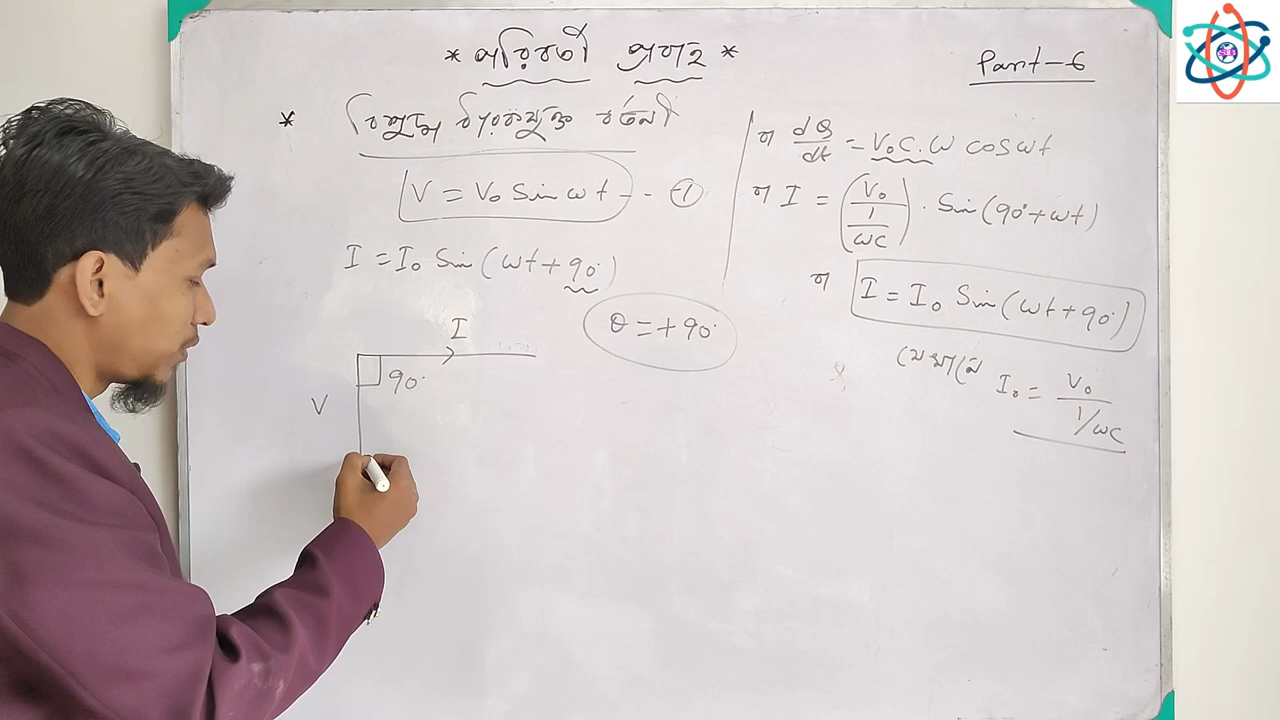 * পরিবর্তী প্রবাহ *
Part-6
* বিশুদ্ধ ধারকযুক্ত বর্তনী
V = V₀ Sin ωt -- ①
I = I₀ Sin (ωt + 90°)
θ = + 90°
I
90°
V
বা dQ/dt = V₀C.ω cos ωt
বা I = (V₀ / (1/ωC)) . Sin (90° + ωt)
বা I = I₀ Sin (ωt + 90°)
যেখানে I₀ = V₀ / (1/ωC)